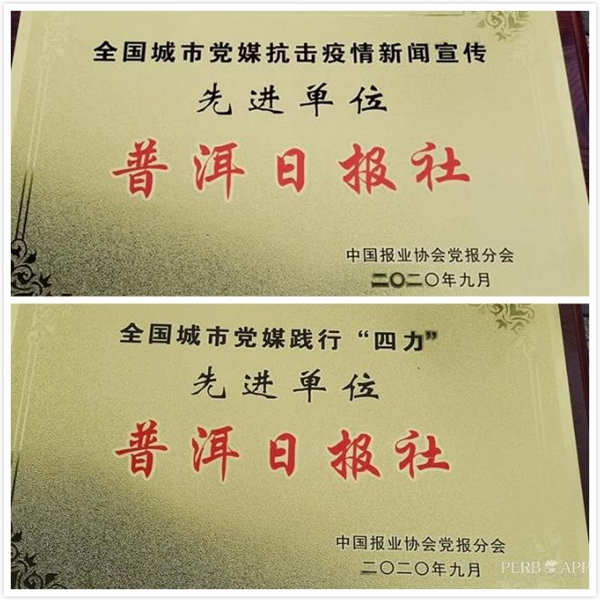 全国城市党媒抗击疫情新闻宣传
先进单位
普洱日报社
中国报业协会党报分会
二〇二〇年九月
全国城市党媒践行“四力”
先进单位
普洱日报社
中国报业协会党报分会
二〇二〇年九月
PERB APP